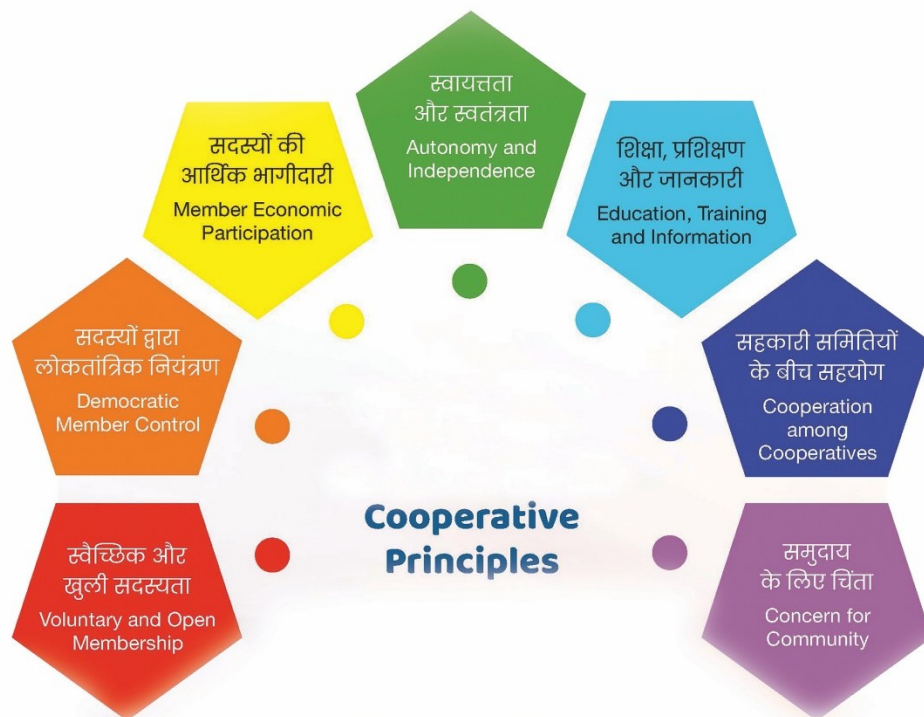 स्वायत्तता
और स्वतंत्रता
Autonomy and
Independence
सदस्यों की
आर्थिक भागीदारी
Member Economic
Participation
शिक्षा, प्रशिक्षण
और जानकारी
Education, Training
and Information
सदस्यों द्वारा
लोकतांत्रिक नियंत्रण
Democratic
Member Control
सहकारी समितियों
के बीच सहयोग
Cooperation
among
Cooperatives
Cooperative
Principles
स्वैच्छिक और
खुली सदस्यता
Voluntary and Open
Membership
समुदाय
के लिए चिंता
Concern for
Community